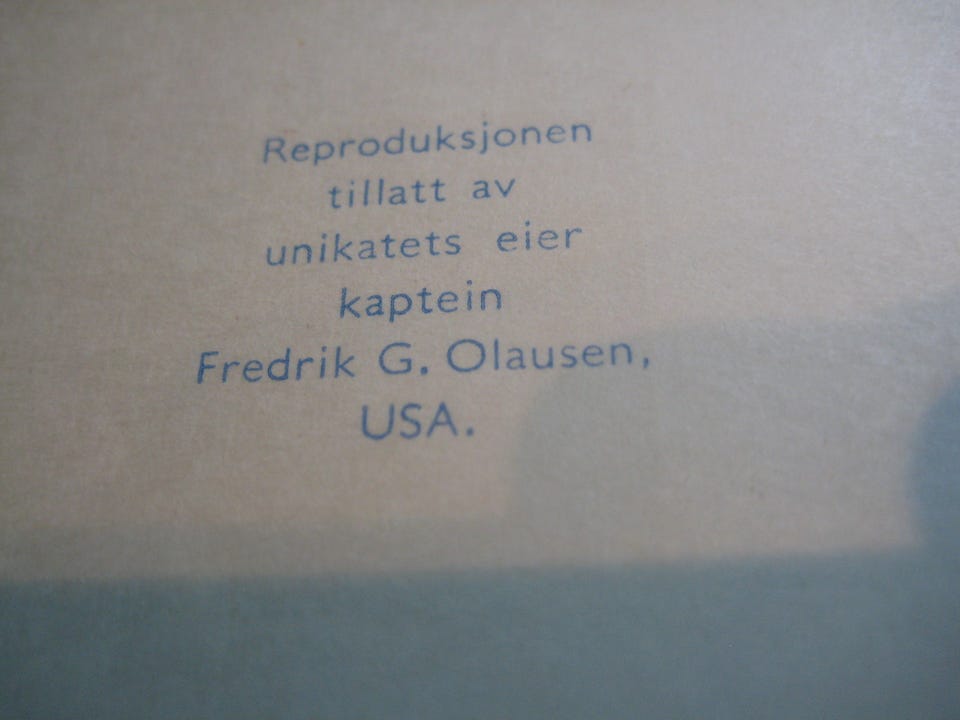 Reproduksjonen
tillatt av
unikatets eier
kaptein
Fredrik G. Olausen,
USA.